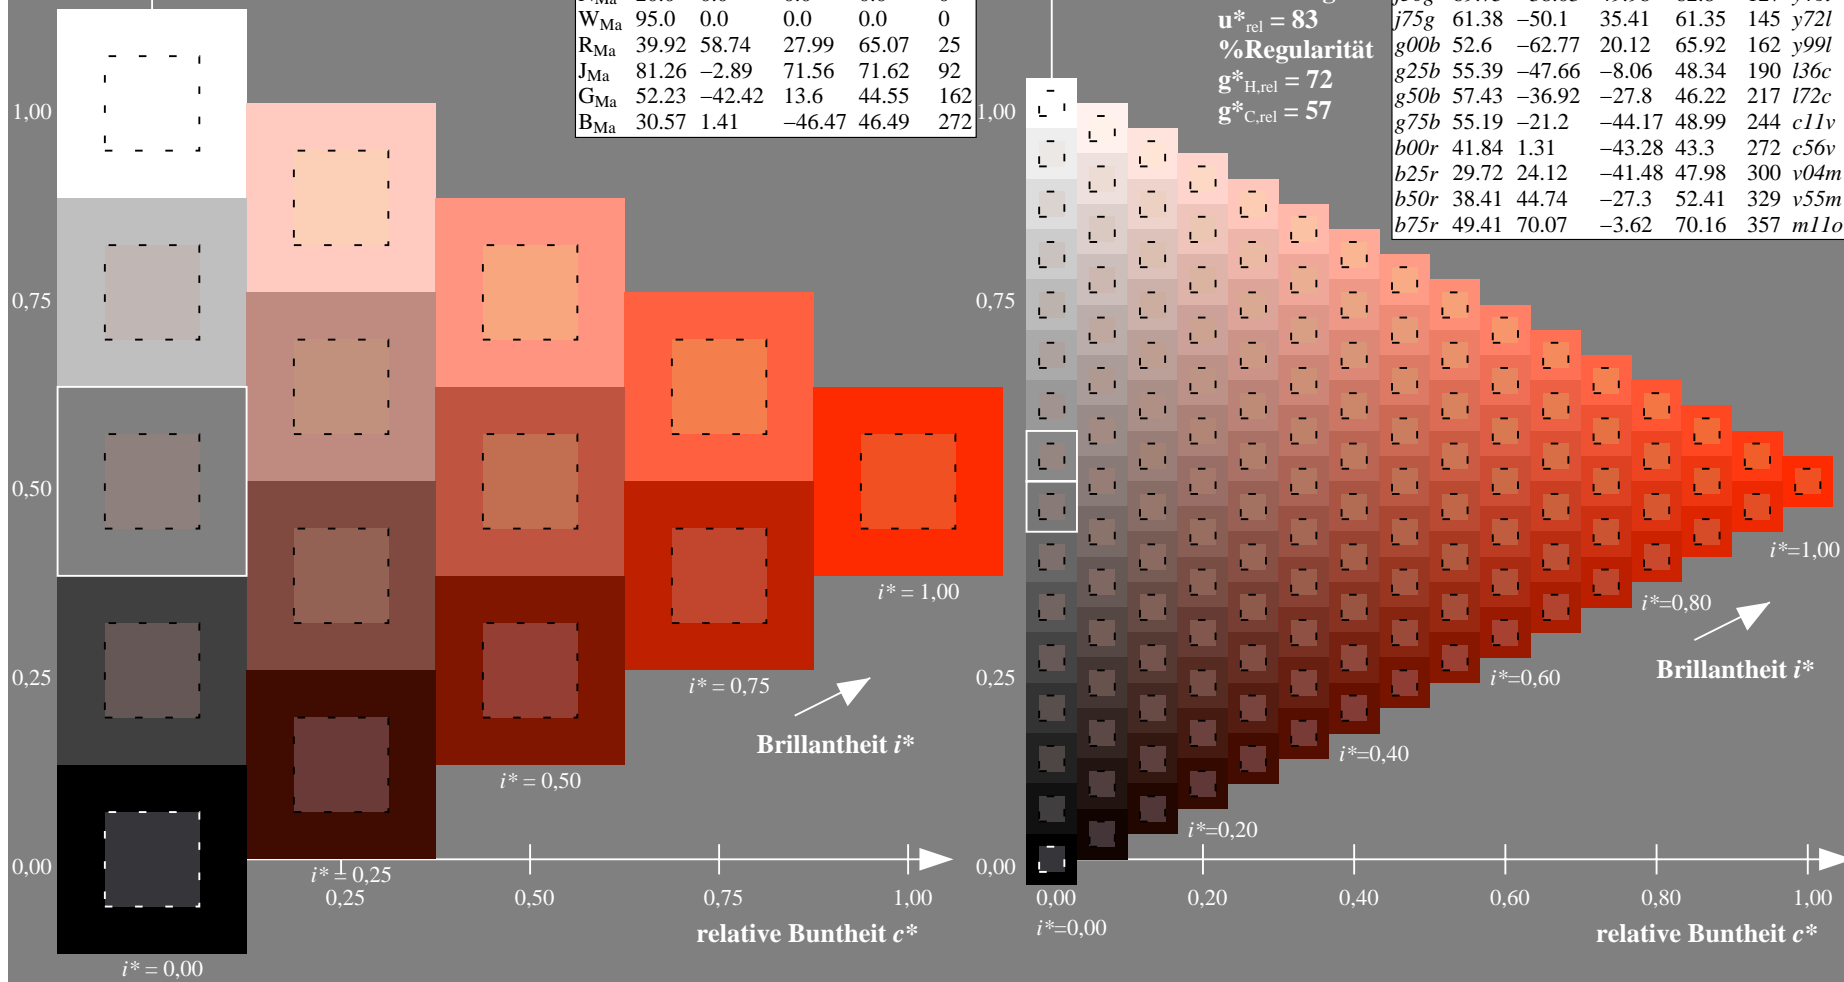 W_Ma 95.0 0.0 0.0 0.0 0
R_Ma 39.92 58.74 27.99 65.07 25
J_Ma 81.26 −2.89 71.56 71.62 92
G_Ma 52.23 −42.42 13.6 44.55 162
B_Ma 30.57 1.41 −46.47 46.49 272
u*_rel = 83
%Regularität
g*_H,rel = 72
g*_C,rel = 57
j75g 61.38 −50.1 35.41 61.35 145 y72l
g00b 52.6 −62.77 20.12 65.92 162 y99l
g25b 55.39 −47.66 −8.06 48.34 190 l36c
g50b 57.43 −36.92 −27.8 46.22 217 l72c
g75b 55.19 −21.2 −44.17 48.99 244 c11v
b00r 41.84 1.31 −43.28 43.3 272 c56v
b25r 29.72 24.12 −41.48 47.98 300 v04m
b50r 38.41 44.74 −27.3 52.41 329 v55m
b75r 49.41 70.07 −3.62 70.16 357 m11o
1,00
0,75
0,50
0,25
0,00
i* = 1,00
i* = 0,75
Brillantheit i*
i* = 0,50
i* = 0,25
0,25 0,50 0,75 1,00
relative Buntheit c*
i* = 0,00
1,00
0,75
0,50
0,25
0,00
i*=1,00
i*=0,80
Brillantheit i*
i*=0,60
i*=0,40
i*=0,20
0,00 0,20 0,40 0,60 0,80 1,00
i*=0,00
relative Buntheit c*